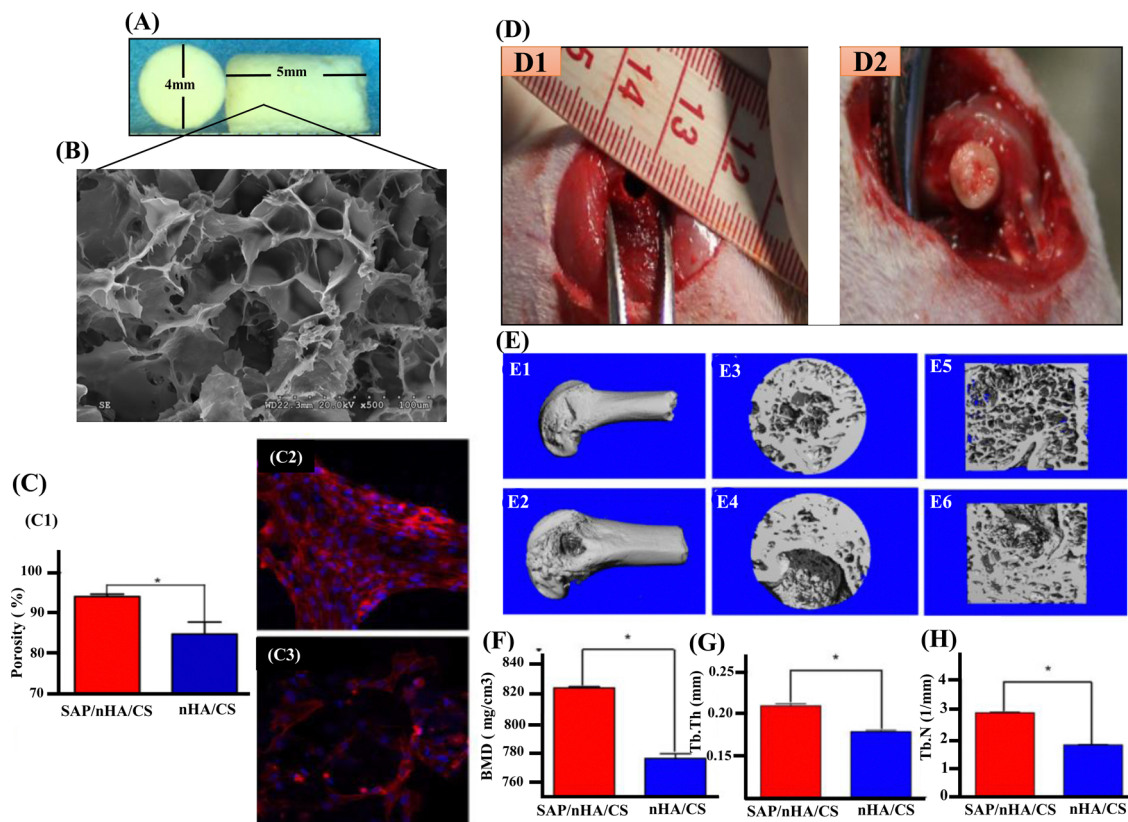 (A)
4mm
5mm
(B)
SE
WD22.3mm 20.0kV x500 100um
(C)
(C1)
Porosity ( %)
100
90
80
70
*
SAP/nHA/CS
nHA/CS
(C2)
(C3)
(D)
D1
15
14
13
12
D2
(E)
E1
E3
E5
E2
E4
E6
(F)
BMD ( mg/cm3)
840
820
800
780
760
*
SAP/nHA/CS
nHA/CS
(G)
Tb.Th (mm)
0.25
0.20
0.15
*
SAP/nHA/CS
nHA/CS
(H)
Tb.N (1/mm)
5
4
3
2
1
0
*
SAP/nHA/CS
nHA/CS